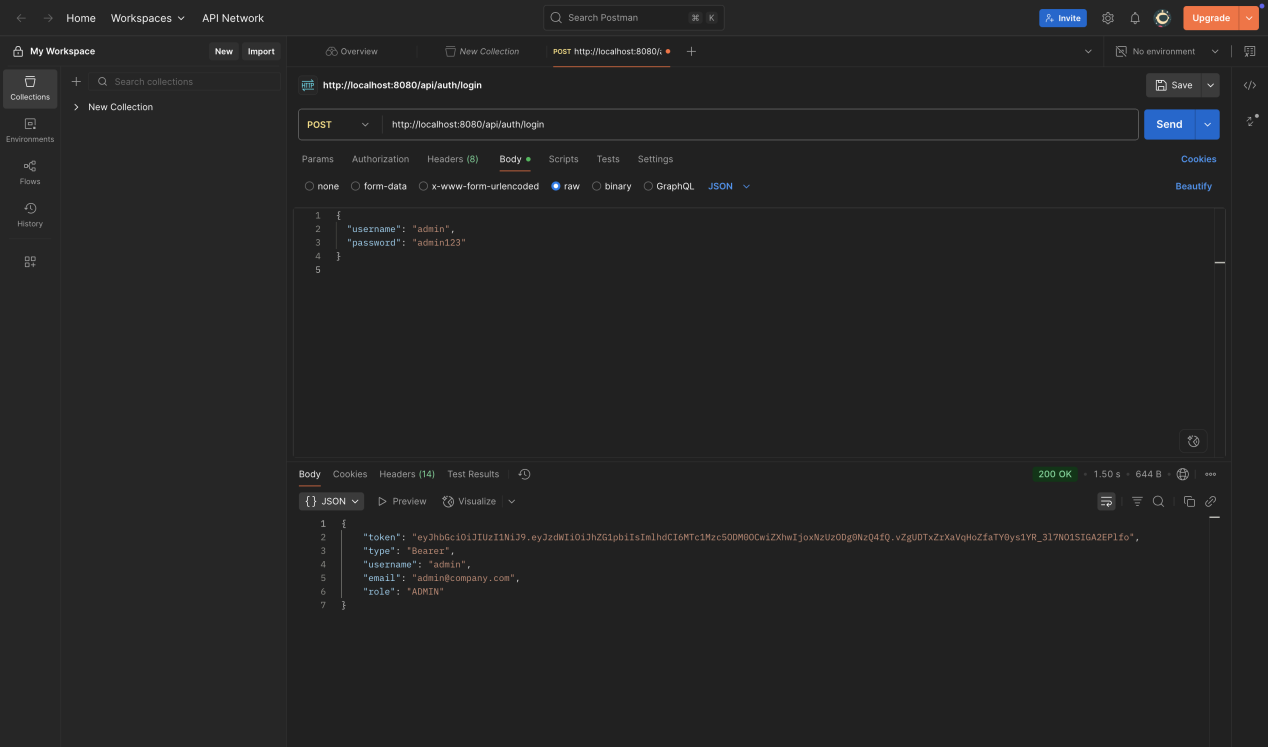 Home Workspaces API Network Search Postman ⌘ K Invite Upgrade
My Workspace New Import Overview New Collection POST http://localhost:8080/ No environment
Collections
Search collections
New Collection
Environments
Flows
History
HTTP http://localhost:8080/api/auth/login Save
POST http://localhost:8080/api/auth/login Send
Params Authorization Headers (8) Body Scripts Tests Settings Cookies
none form-data x-www-form-urlencoded raw binary GraphQL JSON Beautify
1 {
2 "username": "admin",
3 "password": "admin123"
4 }
5
Body Cookies Headers (14) Test Results 200 OK 1.50 s 644 B
{} JSON Preview Visualize
1 {
2 "token": "eyJhbGciOiJIUzI1NiJ9.eyJzdWIiOiJhZG1pbiIsImlhdCI6MTc1Mzc5ODM0OCwiZXhwIjoxNzUzODg0NzQ4fQ.vZgUDTxZrXaVqHoZfaTY0ys1YR_3l7NO1SIGA2EPlfo",
3 "type": "Bearer",
4 "username": "admin",
5 "email": "admin@company.com",
6 "role": "ADMIN"
7 }